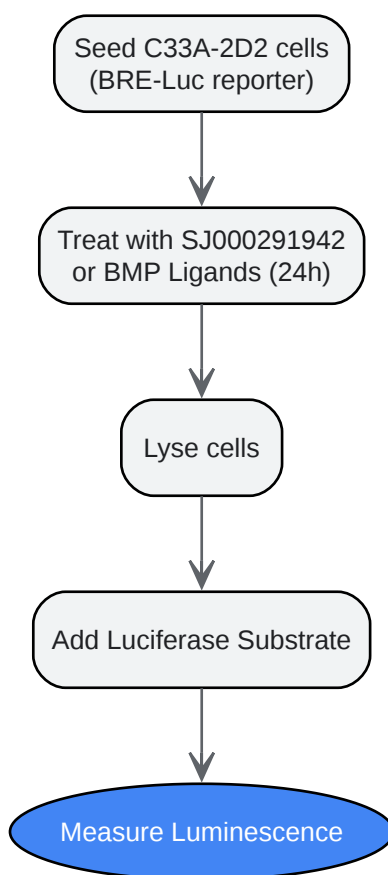 Seed C33A-2D2 cells
(BRE-Luc reporter)
Treat with SJ000291942
or BMP Ligands (24h)
Lyse cells
Add Luciferase Substrate
Measure Luminescence